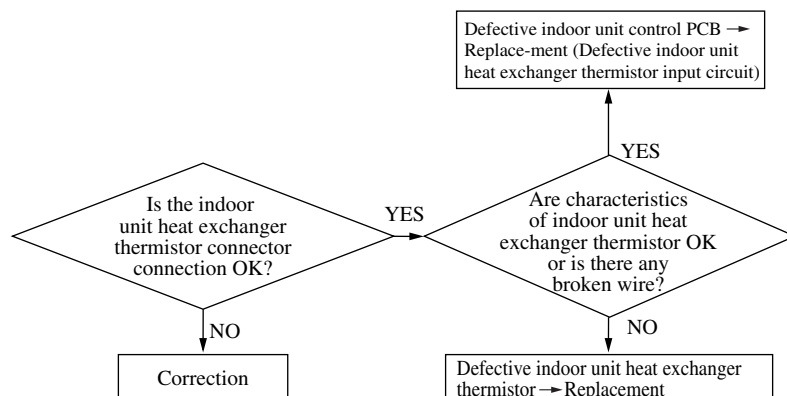 Defective indoor unit control PCB →
Replace-ment (Defective indoor unit
heat exchanger thermistor input circuit)
YES
Is the indoor
unit heat exchanger
thermistor connector
connection OK?
YES
Are characteristics
of indoor unit heat
exchanger thermistor OK
or is there any
broken wire?
NO
NO
Correction
Defective indoor unit heat exchanger
thermistor → Replacement